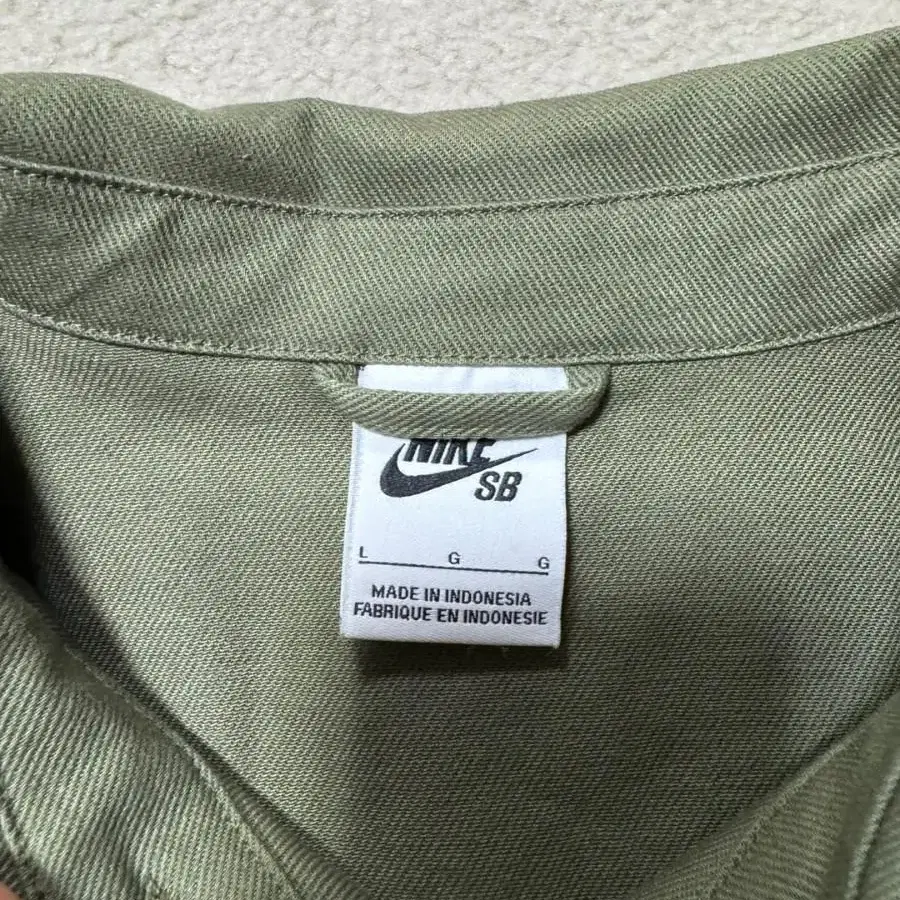 NIKE
SB
L G G
MADE IN INDONESIA
FABRIQUE EN INDONESIE